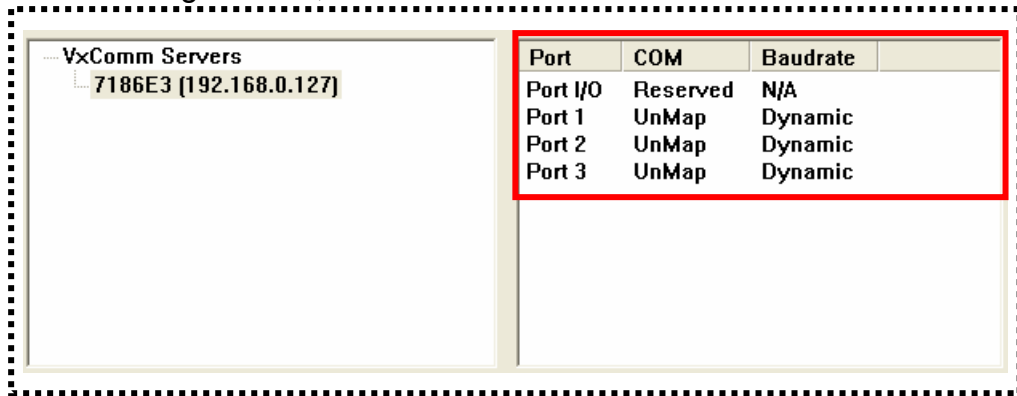 VxComm Servers
7186E3 (192.168.0.127)
Port COM Baudrate
Port I/O Reserved N/A
Port 1 UnMap Dynamic
Port 2 UnMap Dynamic
Port 3 UnMap Dynamic